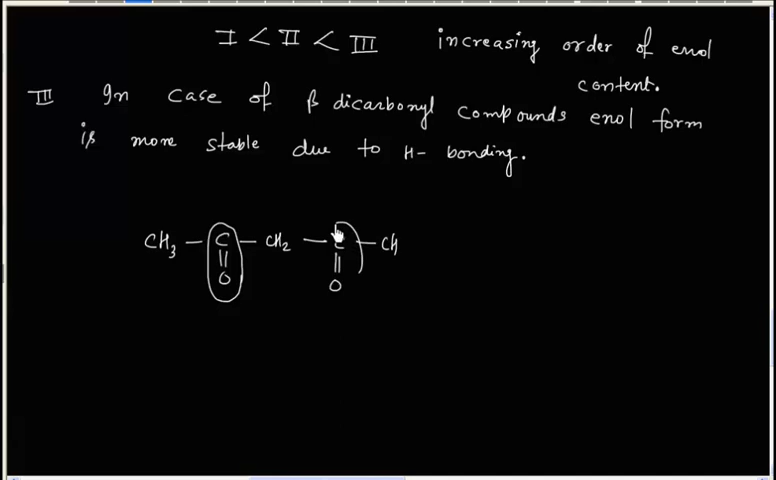 I < II < III increasing order of enol
content.
III In case of β dicarbonyl compounds enol form
is more stable due to H- bonding.
CH3 — C — CH2 — C — CH
|| ||
O O